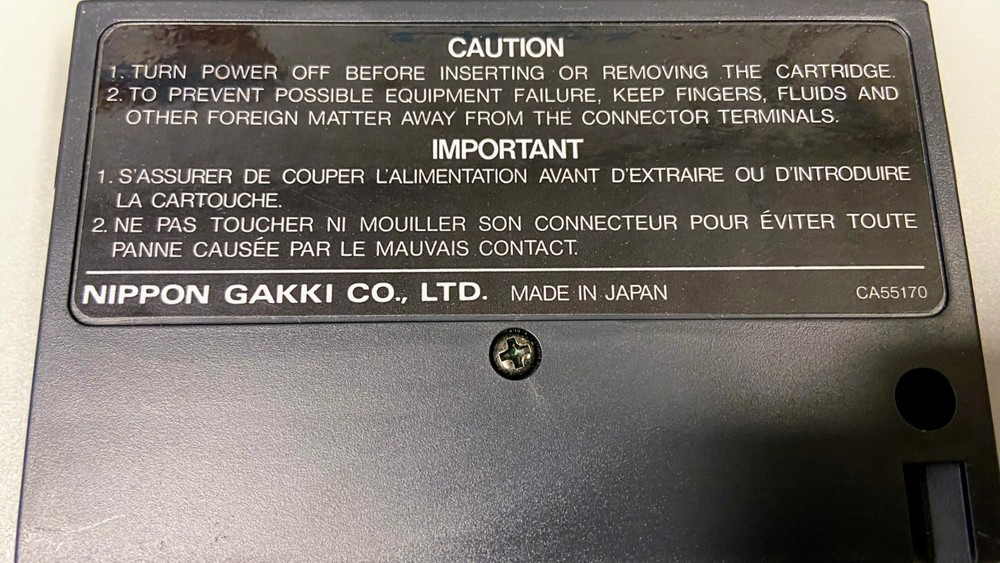 CAUTION
1. TURN POWER OFF BEFORE INSERTING OR REMOVING THE CARTRIDGE.
2. TO PREVENT POSSIBLE EQUIPMENT FAILURE, KEEP FINGERS, FLUIDS AND
OTHER FOREIGN MATTER AWAY FROM THE CONNECTOR TERMINALS.
IMPORTANT
1. S'ASSURER DE COUPER L'ALIMENTATION AVANT D'EXTRAIRE OU D'INTRODUIRE
LA CARTOUCHE.
2. NE PAS TOUCHER NI MOUILLER SON CONNECTEUR POUR ÉVITER TOUTE
PANNE CAUSÉE PAR LE MAUVAIS CONTACT.
NIPPON GAKKI CO., LTD. MADE IN JAPAN CA55170